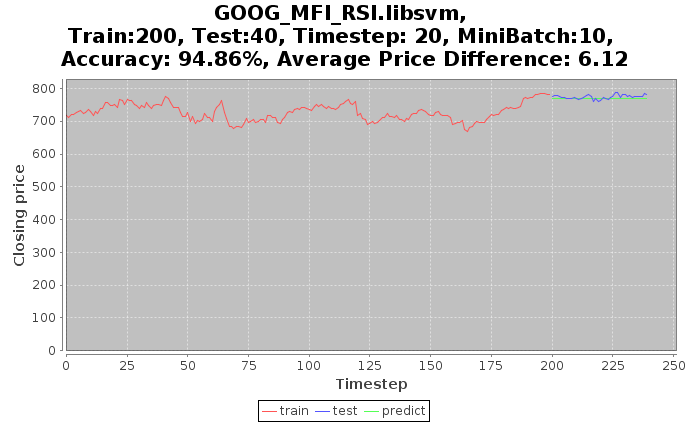 GOOG_MFI_RSI.libsvm,
Train:200, Test:40, Timestep: 20, MiniBatch:10,
Accuracy: 94.86%, Average Price Difference: 6.12
800
700
600
500
400
300
200
100
0
Closing price
0 25 50 75 100 125 150 175 200 225 250
Timestep
train test predict